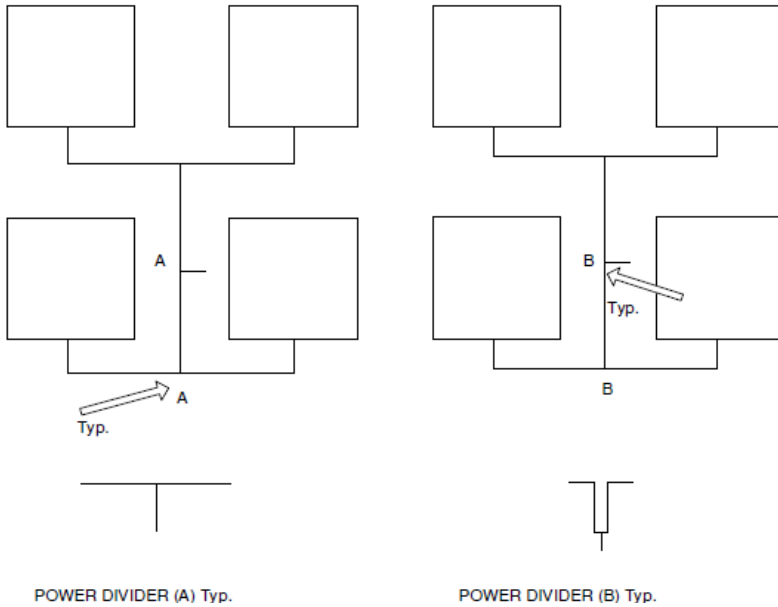 A
B
Typ.
A
B
Typ.
POWER DIVIDER (A) Typ.
POWER DIVIDER (B) Typ.